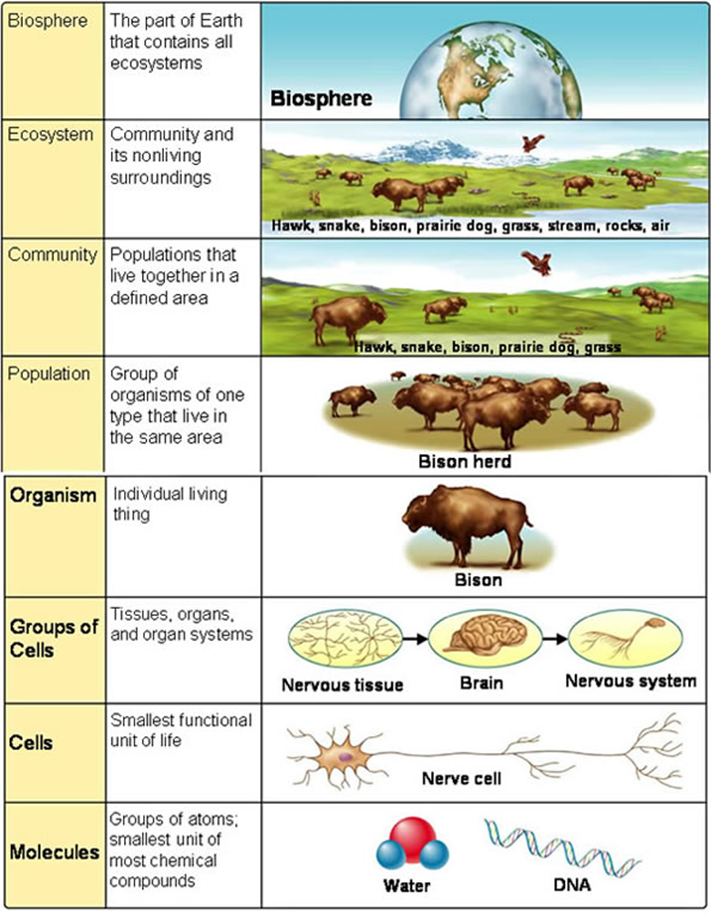 Biosphere
The part of Earth
that contains all
ecosystems
Biosphere
Ecosystem
Community and
its nonliving
surroundings
Hawk, snake, bison, prairie dog, grass, stream, rocks, air
Community
Populations that
live together in a
defined area
Hawk, snake, bison, prairie dog, grass
Population
Group of
organisms of one
type that live in
the same area
Bison herd
Organism
Individual living
thing
Bison
Groups of
Cells
Tissues, organs,
and organ systems
Nervous tissue
Brain
Nervous system
Cells
Smallest functional
unit of life
Nerve cell
Molecules
Groups of atoms;
smallest unit of
most chemical
compounds
Water
DNA